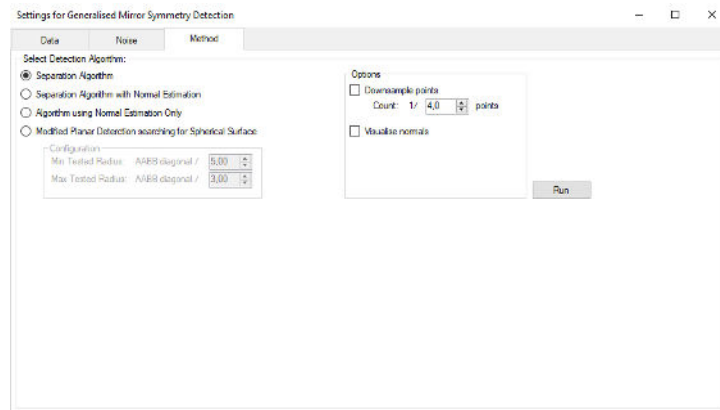 Settings for Generalised Mirror Symmetry Detection
Data Noise Method
Select Detection Algorithm:
Separation Algorithm
Separation Algorithm with Normal Estimation
Algorithm using Normal Estimation Only
Modified Planar Deterction searching for Spherical Surface
Configuration
Min Tested Radius: AABB diagonal / 5,00
Max Tested Radius: AABB diagonal / 3,00
Options
Downsample points
Count: 1/ 4,0 points
Visualise normals
Run